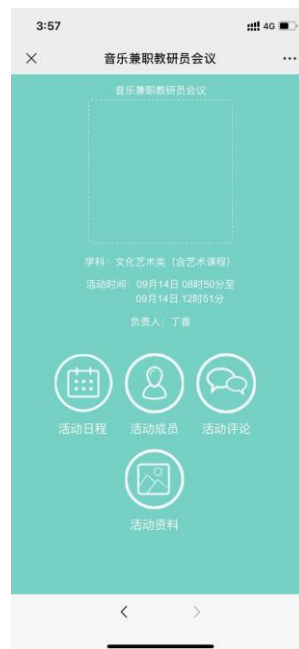 3:57 4G
音乐兼职教研员会议
音乐兼职教研员会议
学科：文化艺术类（含艺术课程）
活动时间：09月14日 08时50分至
09月14日 12时51分
负责人：丁香
活动日程 活动成员 活动评论
活动资料